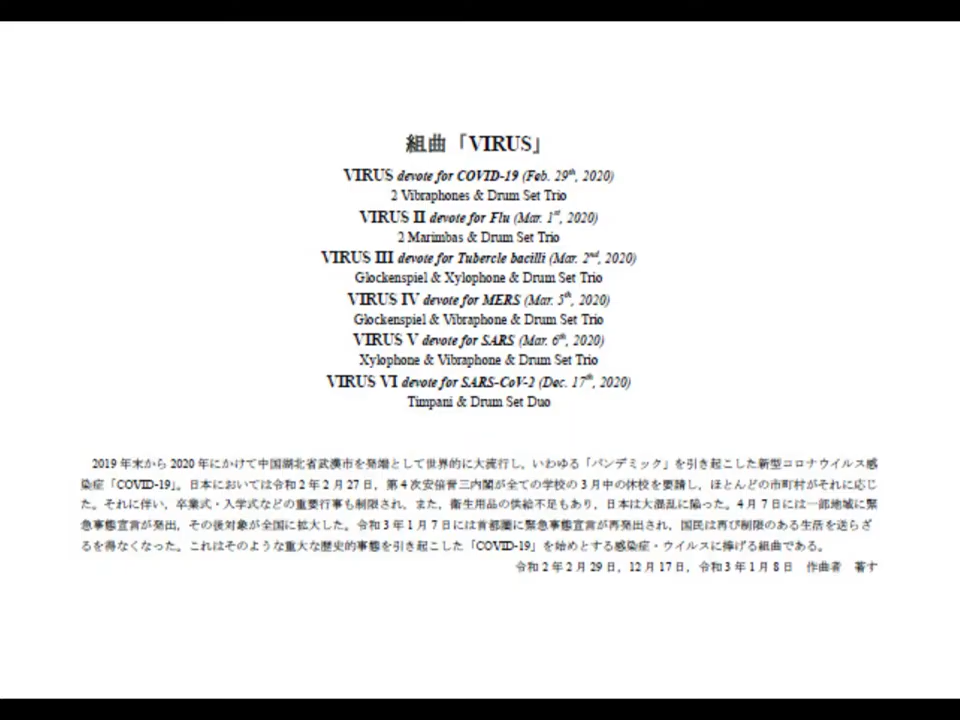 組曲「VIRUS」
VIRUS devote for COVID-19 (Feb. 29th, 2020)
2 Vibraphones & Drum Set Trio
VIRUS II devote for Flu (Mar. 1st, 2020)
2 Marimbas & Drum Set Trio
VIRUS III devote for Tubercle bacilli (Mar. 2nd, 2020)
Glockenspiel & Xylophone & Drum Set Trio
VIRUS IV devote for MERS (Mar. 5th, 2020)
Glockenspiel & Vibraphone & Drum Set Trio
VIRUS V devote for SARS (Mar. 6th, 2020)
Xylophone & Vibraphone & Drum Set Trio
VIRUS VI devote for SARS-CoV-2 (Dec. 17th, 2020)
Timpani & Drum Set Duo
2019年末から2020年にかけて中国湖北省武漢市を発端として世界的に大流行し，いわゆる「パンデミック」を引き起こした新型コロナウイルス感
染症「COVID-19」。日本においては令和2年2月27日，第4次安倍晋三内閣が全ての学校の3月中の休校を要請し，ほとんどの市町村がそれに応じ
た。それに伴い，卒業式・入学式などの重要行事も制限され，また，衛生用品の供給不足もあり，日本は大混乱に陥った。4月7日には一部地域に緊
急事態宣言が発出，その後対象が全国に拡大した。令和3年1月7日には首都圏に緊急事態宣言が再発出され，国民は再び制限のある生活を送らざ
るを得なくなった。これはそのような重大な歴史的事態を引き起こした「COVID-19」を始めとする感染症・ウイルスに捧げる組曲である。
令和2年2月29日，12月17日，令和3年1月8日　作曲者　著す